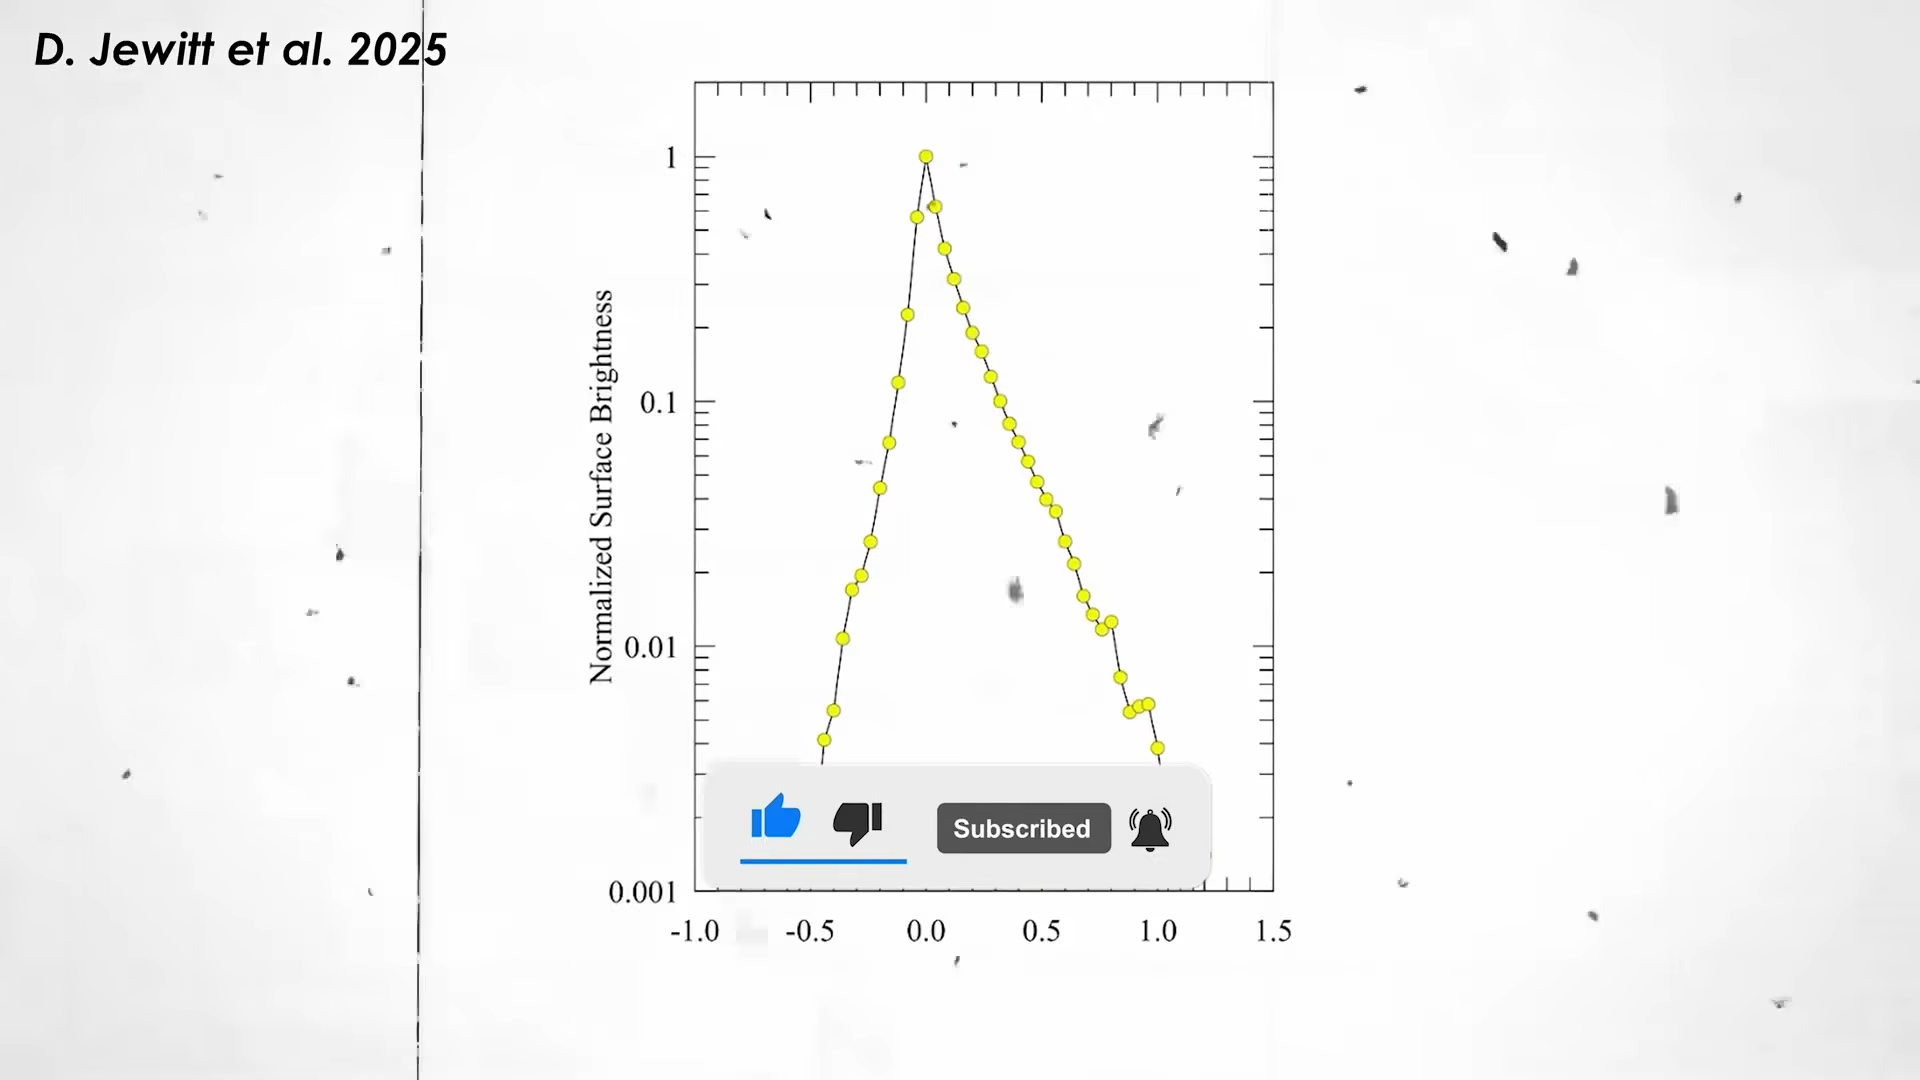 D. Jewitt et al. 2025
1
0.1
0.01
0.001
Normalized Surface Brightness
-1.0 -0.5 0.0 0.5 1.0 1.5
Subscribed